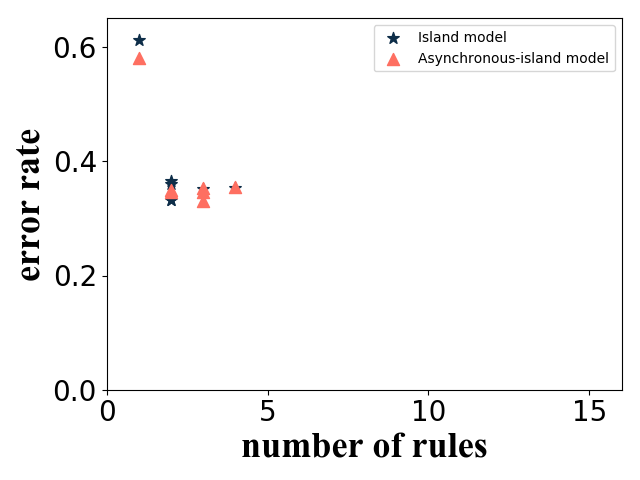 Island model
Asynchronous-island model
error rate
0.6
0.4
0.2
0.0
0 5 10 15
number of rules